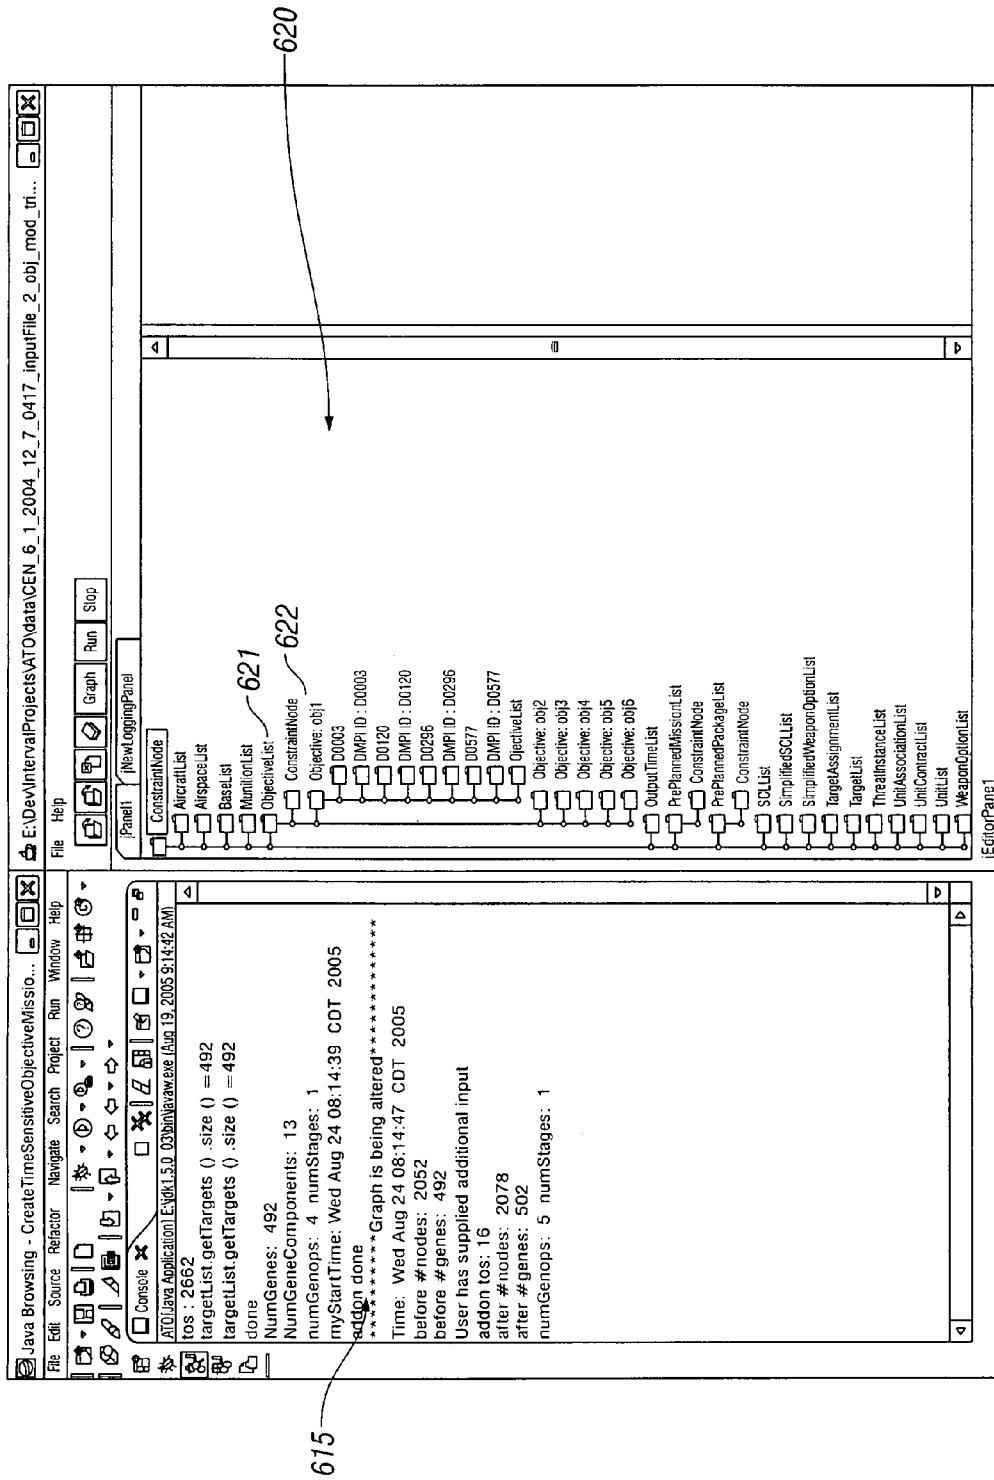 Java Browsing - CreateTimeSensitiveObjectiveMissio...
File Edit Source Refactor Navigate Search Project Run Window Help
Console
ATO[Java Application] E:\jdk1.5.0_03\bin\javaw.exe (Aug 19, 2005 9:14:42 AM)
tos : 2662
targetList.getTargets () .size () =492
targetList.getTargets () .size () =492
done
NumGenes: 492
NumGeneComponents: 13
numGenops: 4 numStages: 1
myStartTime: Wed Aug 24 08:14:39 CDT 2005
addon done
**********Graph is being altered**************************
Time: Wed Aug 24 08:14:47 CDT 2005
before #nodes: 2052
before #genes: 492
User has supplied additional input
addon tos: 16
after #nodes: 2078
after #genes: 502
numGenops: 5 numStages: 1
615
E:\Dev\IntervalProjects\ATO\data\CEN_6_1_2004_12_7_0417_inputFile_2_obj_mod_tri...
File Help
Graph Run Stop
jPanel1 jNewLoggingPanel
ConstraintNode
AircraftList
AirspaceList
BaseList
MunitionList
ObjectiveList
621
ConstraintNode
622
Objective: obj1
D0003
DMPI ID : D0003
D0120
DMPI ID : D0120
D0296
DMPI ID : D0296
D0577
DMPI ID : D0577
OjectiveList
Objective: obj2
Objective: obj3
Objective: obj4
Objective: obj5
Objective: obj6
OutputTimeList
PrePlannedMissionList
ConstraintNode
PrePlannedPackageList
ConstraintNode
SCLList
SimplifiedSCLList
SimplifiedWeaponOptionList
TargetAssignmentList
TargetList
ThreatInstanceList
UnitAssociationList
UnitContractList
UnitList
WeaponOptionList
jEditorPane1
620